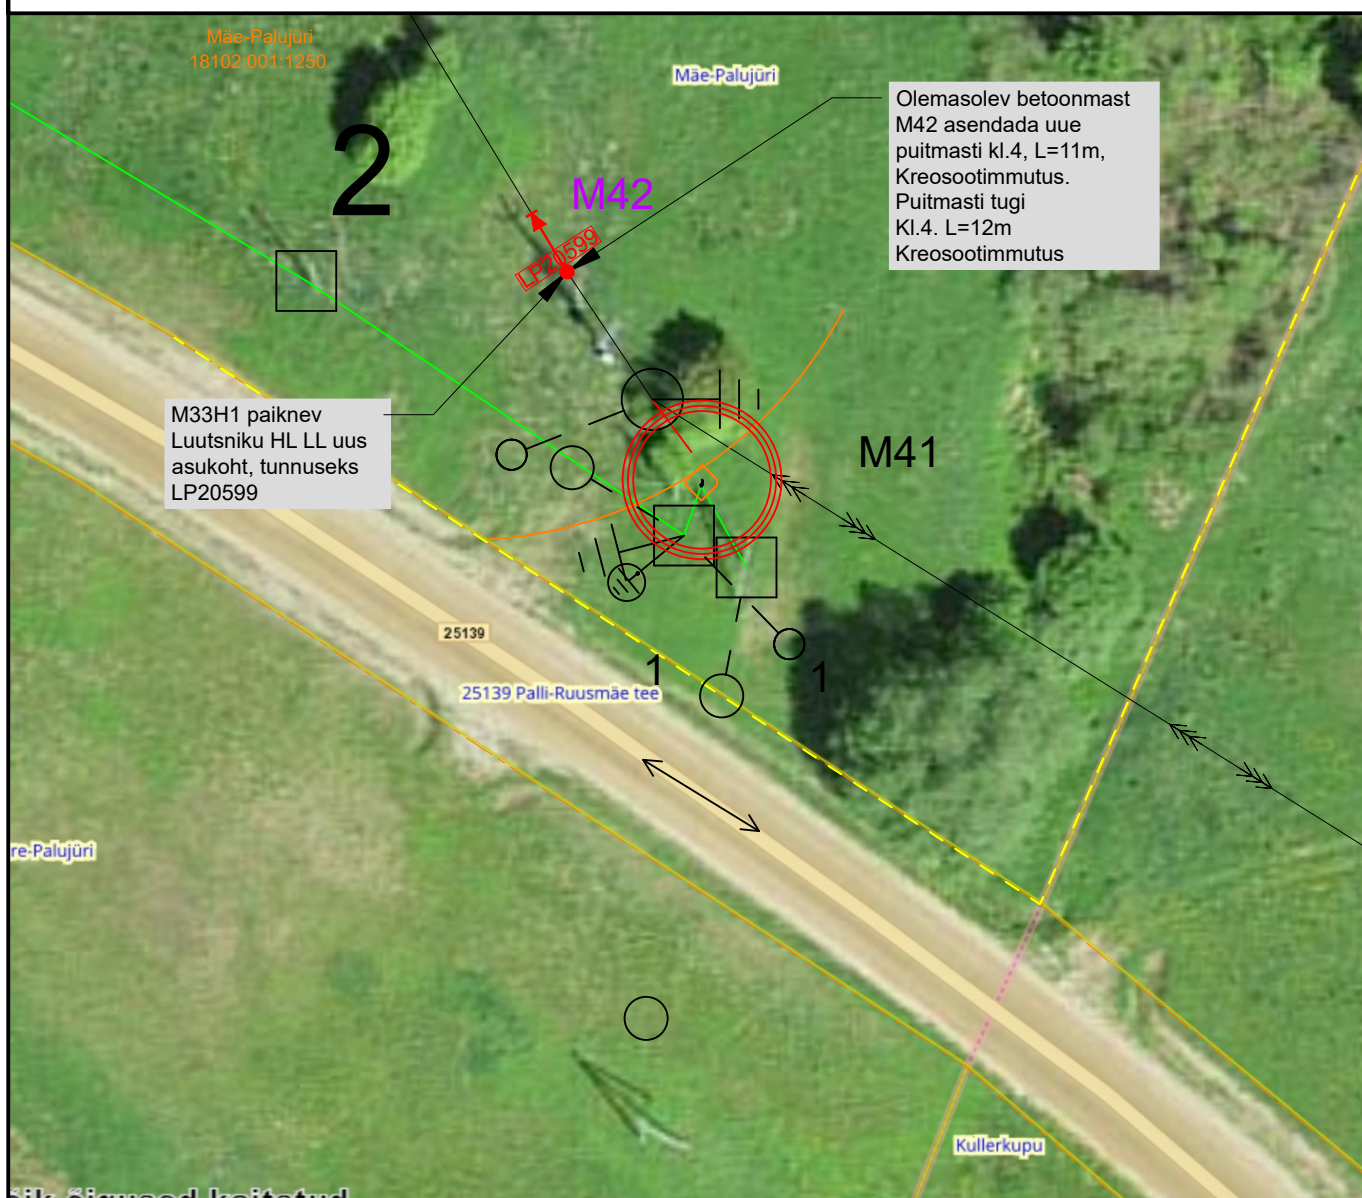 Mäe-Palujüri
18102:001:1250
Mäe-Palujüri
Olemasolev betoonmast
M42 asendada uue
puitmasti kl.4, L=11m,
Kreosootimmutus.
Puitmasti tugi
Kl.4. L=12m
Kreosootimmutus
2
M42
LP20599
M33H1 paiknev
Luutsniku HL LL uus
asukoht, tunnuseks
LP20599
M41
25139
1
1
25139 Palli-Ruusmäe tee
re-Palujüri
Kullerkupu
õigused kaitstud